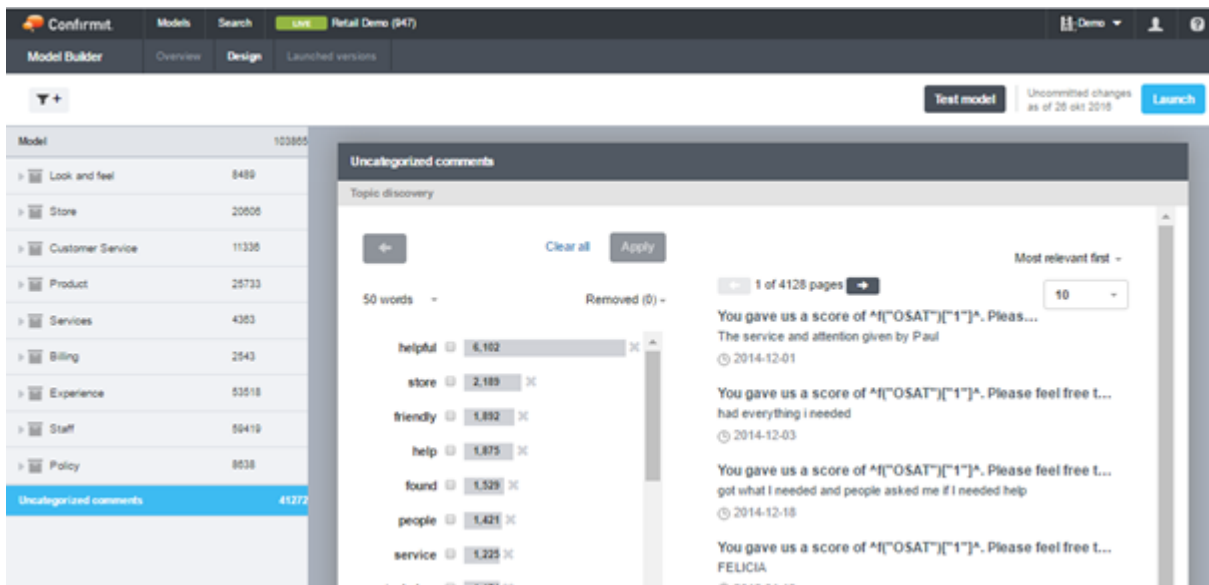 Confirmit. Models Search LIVE Retail Demo (947) Demo
Model Builder Overview Design Launched versions
Test model
Uncommitted changes
as of 26 okt 2016
Launch
Model 103865
Look and feel 8489
Store 20606
Customer Service 11336
Product 25733
Services 4363
Billing 2543
Experience 53518
Staff 59419
Policy 8638
Uncategorized comments 41272
Uncategorized comments
Topic discovery
Clear all Apply
50 words Removed (0)
helpful 6,102
store 2,189
friendly 1,892
help 1,875
found 1,529
people 1,421
service 1,225
Most relevant first
1 of 4128 pages
10
You gave us a score of ^f("OSAT")["1"]^. Pleas...
The service and attention given by Paul
2014-12-01
You gave us a score of ^f("OSAT")["1"]^. Please feel free t...
had everything i needed
2014-12-03
You gave us a score of ^f("OSAT")["1"]^. Please feel free t...
got what I needed and people asked me if I needed help
2014-12-18
You gave us a score of ^f("OSAT")["1"]^. Please feel free t...
FELICIA